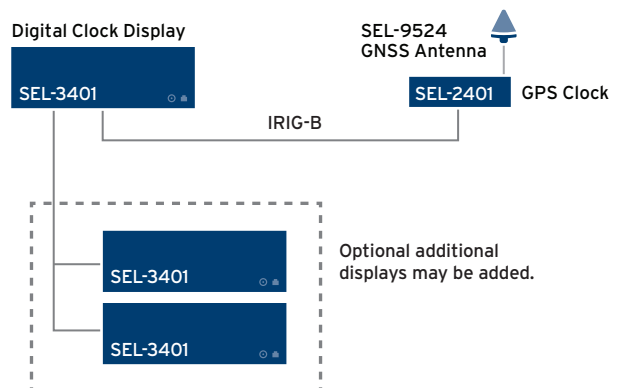 Digital Clock Display
SEL-3401
SEL-9524
GNSS Antenna
SEL-2401
GPS Clock
IRIG-B
SEL-3401
Optional additional
displays may be added.
SEL-3401